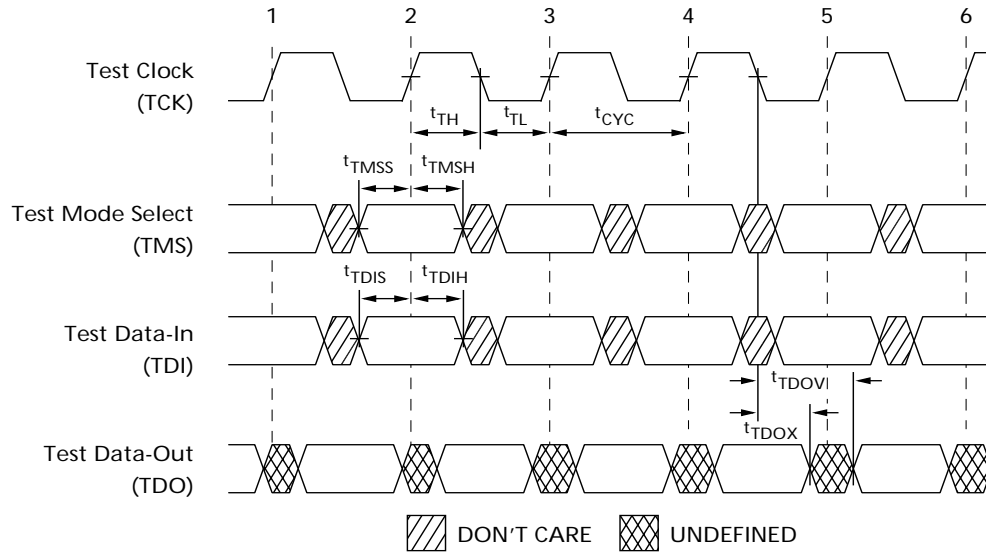 1 2 3 4 5 6
Test Clock
(TCK)
tTH tTL tCYC
tTMSS tTMSH
Test Mode Select
(TMS)
tTDIS tTDIH
Test Data-In
(TDI)
tTDOV
tTDOX
Test Data-Out
(TDO)
DON'T CARE UNDEFINED